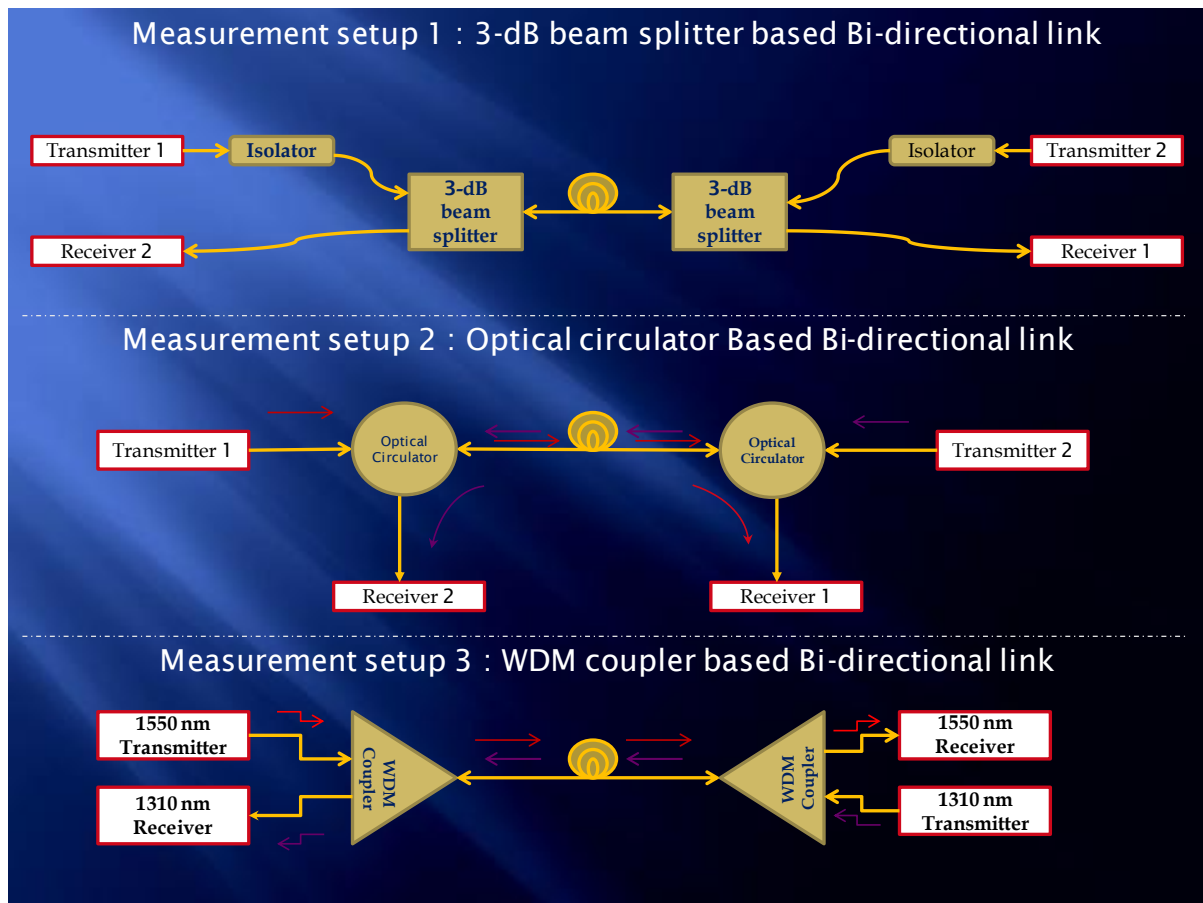 Measurement setup 1 : 3-dB beam splitter based Bi-directional link
Transmitter 1
Isolator
Isolator
Transmitter 2
3-dB
beam
splitter
3-dB
beam
splitter
Receiver 2
Receiver 1
Measurement setup 2 : Optical circulator Based Bi-directional link
Transmitter 1
Optical
Circulator
Optical
Circulator
Transmitter 2
Receiver 2
Receiver 1
Measurement setup 3 : WDM coupler based Bi-directional link
1550 nm
Transmitter
WDM
Coupler
WDM
Coupler
1550 nm
Receiver
1310 nm
Receiver
1310 nm
Transmitter